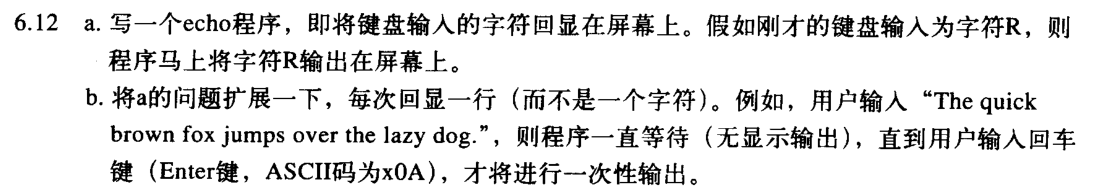 6.12 a. 写一个echo程序，即将键盘输入的字符回显在屏幕上。假如刚才的键盘输入为字符R，则
程序马上将字符R输出在屏幕上。
b. 将a的问题扩展一下，每次回显一行（而不是一个字符）。例如，用户输入“The quick
brown fox jumps over the lazy dog.”，则程序一直等待（无显示输出），直到用户输入回车
键（Enter键，ASCII码为x0A），才将进行一次性输出。